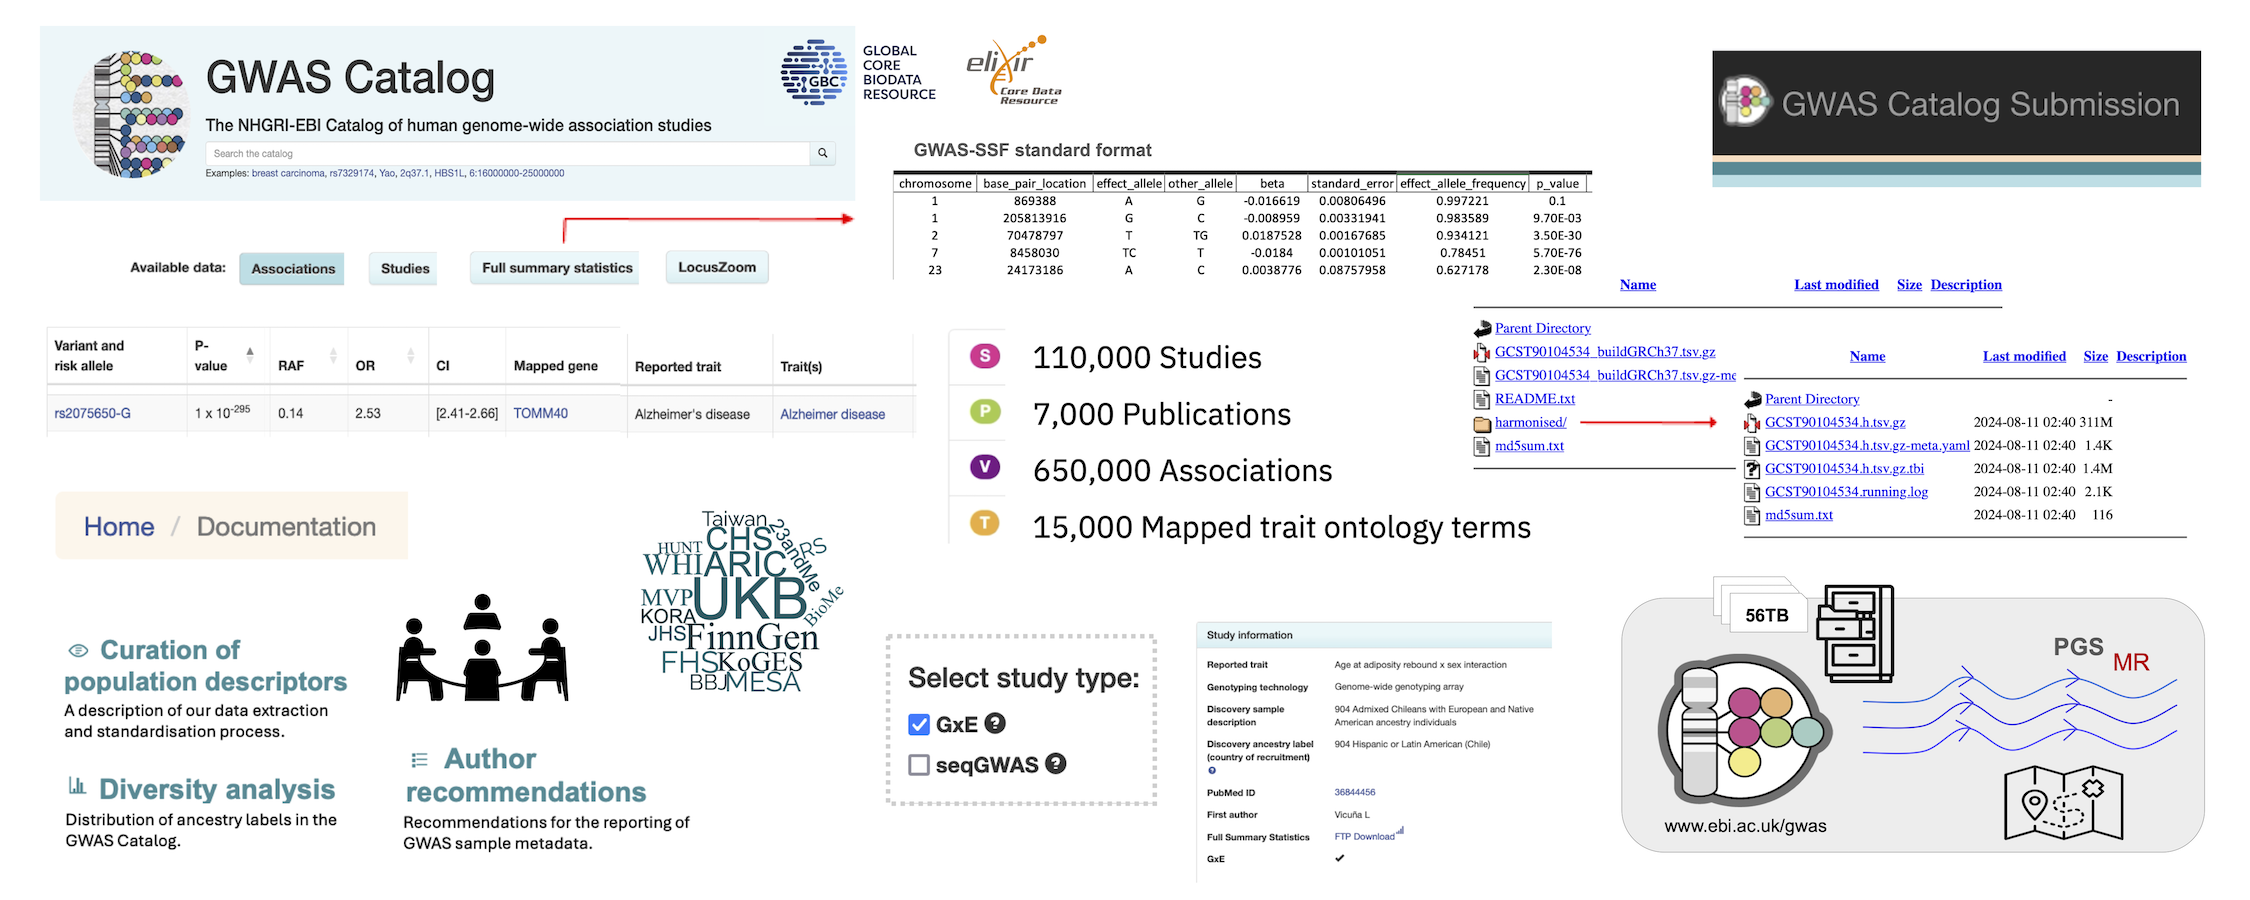 GWAS Catalog
The NHGRI-EBI Catalog of human genome-wide association studies
Search the catalog
Examples: breast carcinoma, rs7329174, Yao, 2q37.1, HBS1L, 6:16000000-25000000
GBC
GLOBAL
CORE
BIODATA
RESOURCE
elixir
Core Data
Resource
GWAS Catalog Submission
GWAS-SSF standard format
chromosome base_pair_location effect_allele other_allele beta standard_error effect_allele_frequency p_value
1 869388 A G -0.016619 0.00806496 0.997221 0.1
1 205813916 G C -0.008959 0.00331941 0.983589 9.70E-03
2 70478797 T TG 0.0187528 0.00167685 0.934121 3.50E-30
7 8458030 TC T -0.0184 0.00101051 0.78451 5.70E-76
23 24173186 A C 0.0038776 0.08757958 0.627178 2.30E-08
Available data: Associations Studies Full summary statistics LocusZoom
Variant and risk allele P-value RAF OR CI Mapped gene Reported trait Trait(s)
rs2075650-G 1 x 10-295 0.14 2.53 [2.41-2.66] TOMM40 Alzheimer's disease Alzheimer disease
S 110,000 Studies
P 7,000 Publications
V 650,000 Associations
T 15,000 Mapped trait ontology terms
Name Last modified Size Description
Parent Directory
GCST90104534_buildGRCh37.tsv.gz
GCST90104534_buildGRCh37.tsv.gz-me
README.txt
harmonised/
md5sum.txt
Name Last modified Size Description
Parent Directory -
GCST90104534.h.tsv.gz 2024-08-11 02:40 311M
GCST90104534.h.tsv.gz-meta.yaml 2024-08-11 02:40 1.4K
GCST90104534.h.tsv.gz.tbi 2024-08-11 02:40 1.4M
GCST90104534.running.log 2024-08-11 02:40 2.1K
md5sum.txt 2024-08-11 02:40 116
Home / Documentation
Curation of
population descriptors
A description of our data extraction
and standardisation process.
Diversity analysis
Distribution of ancestry labels in the
GWAS Catalog.
Author
recommendations
Recommendations for the reporting of
GWAS sample metadata.
Taiwan
23andMe
HUNT
CHS
RS
WHI
ARIC
MVP
UKB
BioMe
KORA
JHS
FinnGen
FHS
KoGES
BBJ
MESA
Select study type:
GxE ?
seqGWAS ?
Study information
Reported trait Age at adiposity rebound x sex interaction
Genotyping technology Genome-wide genotyping array
Discovery sample description 904 Admixed Chileans with European and Native American ancestry individuals
Discovery ancestry label (country of recruitment) ? 904 Hispanic or Latin American (Chile)
PubMed ID 36844456
First author Vicuña L
Full Summary Statistics FTP Download
GxE ✔
56TB
PGS
MR
www.ebi.ac.uk/gwas